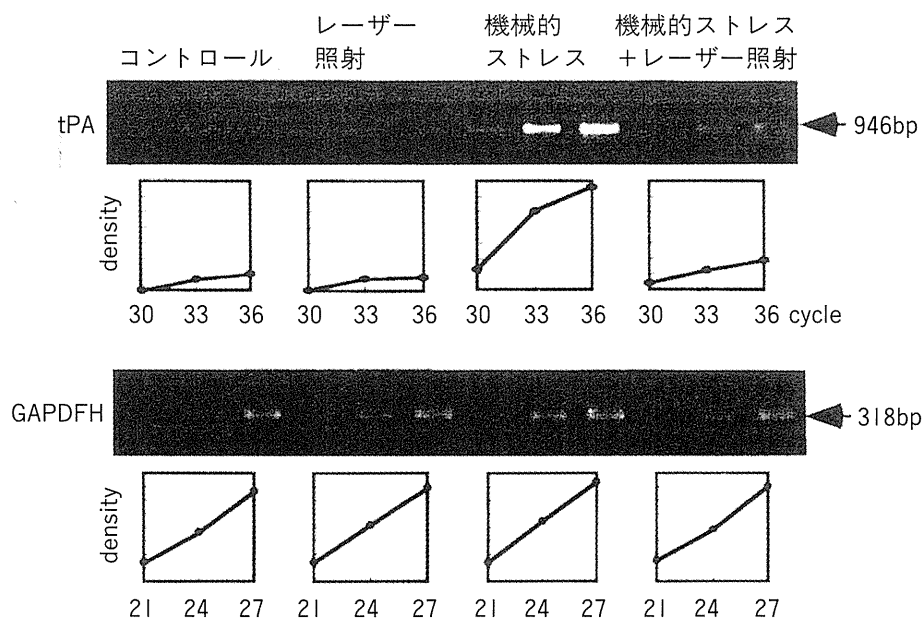 コントロール
レーザー
照射
機械的
ストレス
機械的ストレス
+レーザー照射
tPA
946bp
density
30 33 36
30 33 36
30 33 36
30 33 36 cycle
GAPDFH
318bp
density
21 24 27
21 24 27
21 24 27
21 24 27